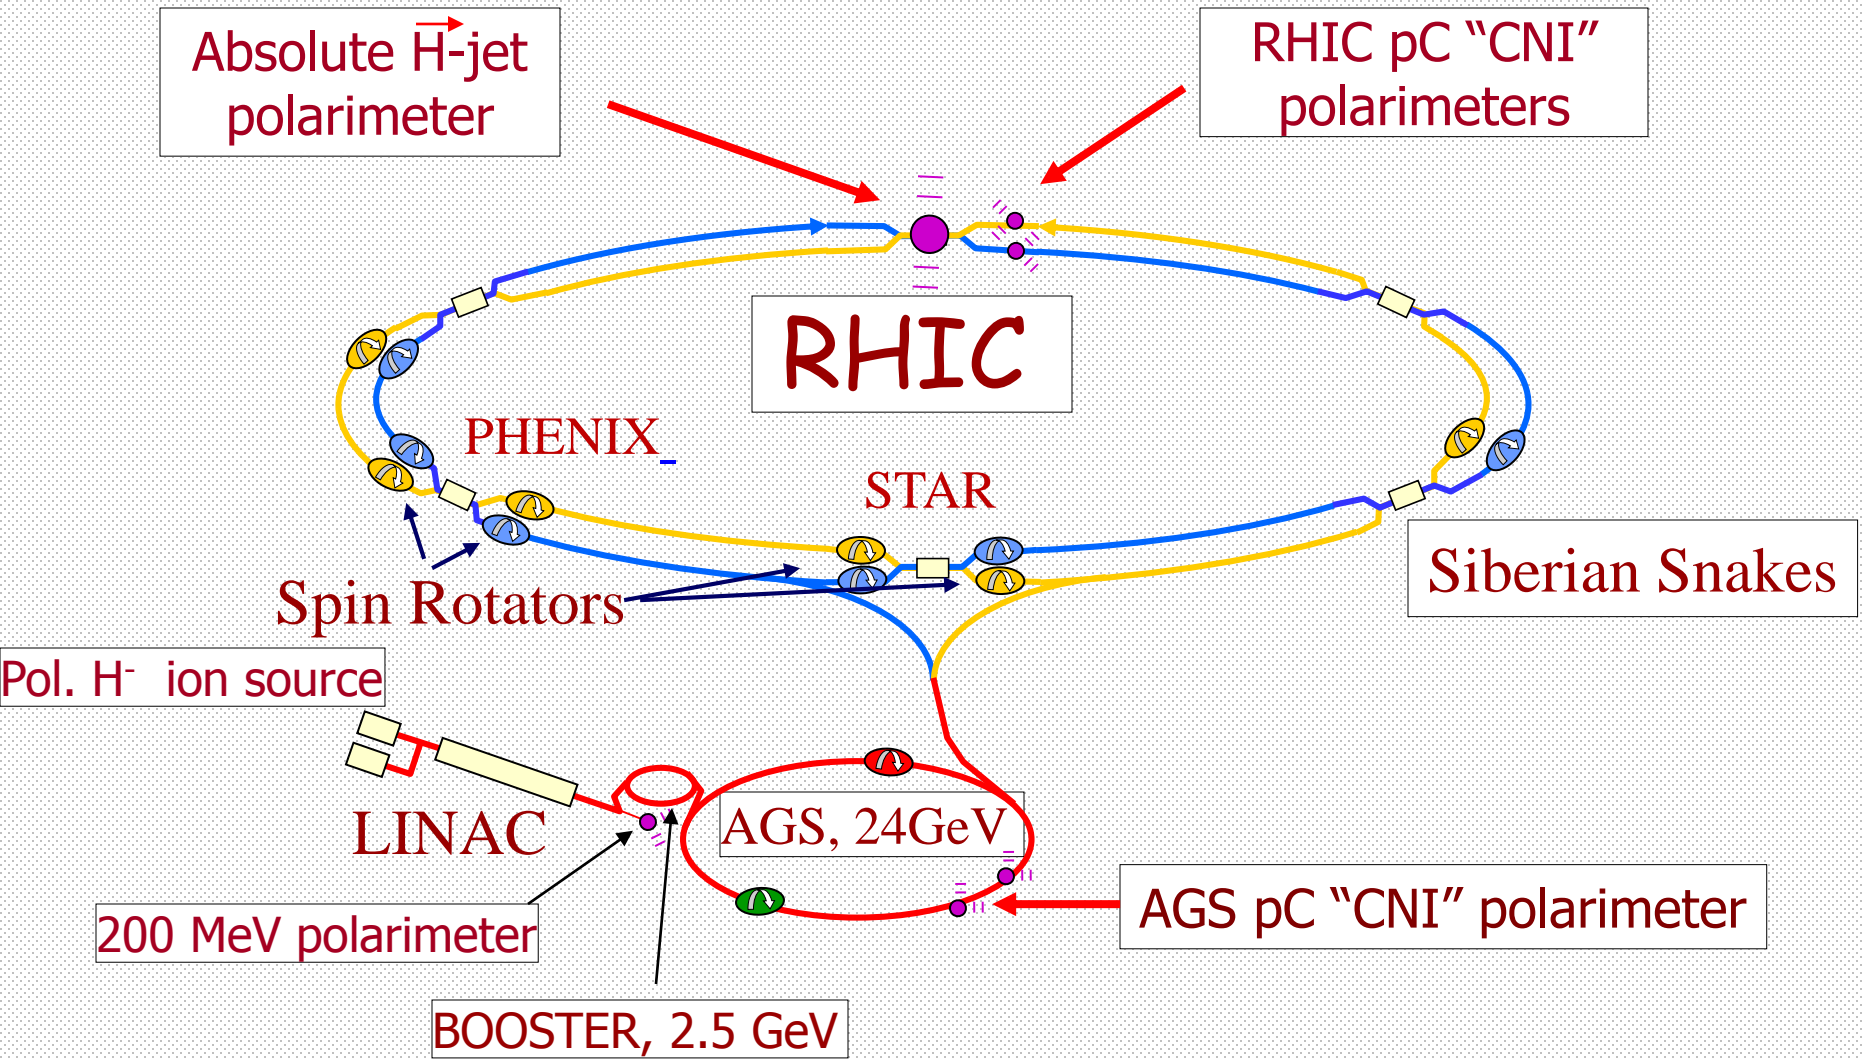 Absolute H-jet
polarimeter
RHIC pC “CNI”
polarimeters
RHIC
PHENIX
STAR
Siberian Snakes
Spin Rotators
Pol. H⁻ ion source
LINAC
AGS, 24GeV
200 MeV polarimeter
AGS pC “CNI” polarimeter
BOOSTER, 2.5 GeV